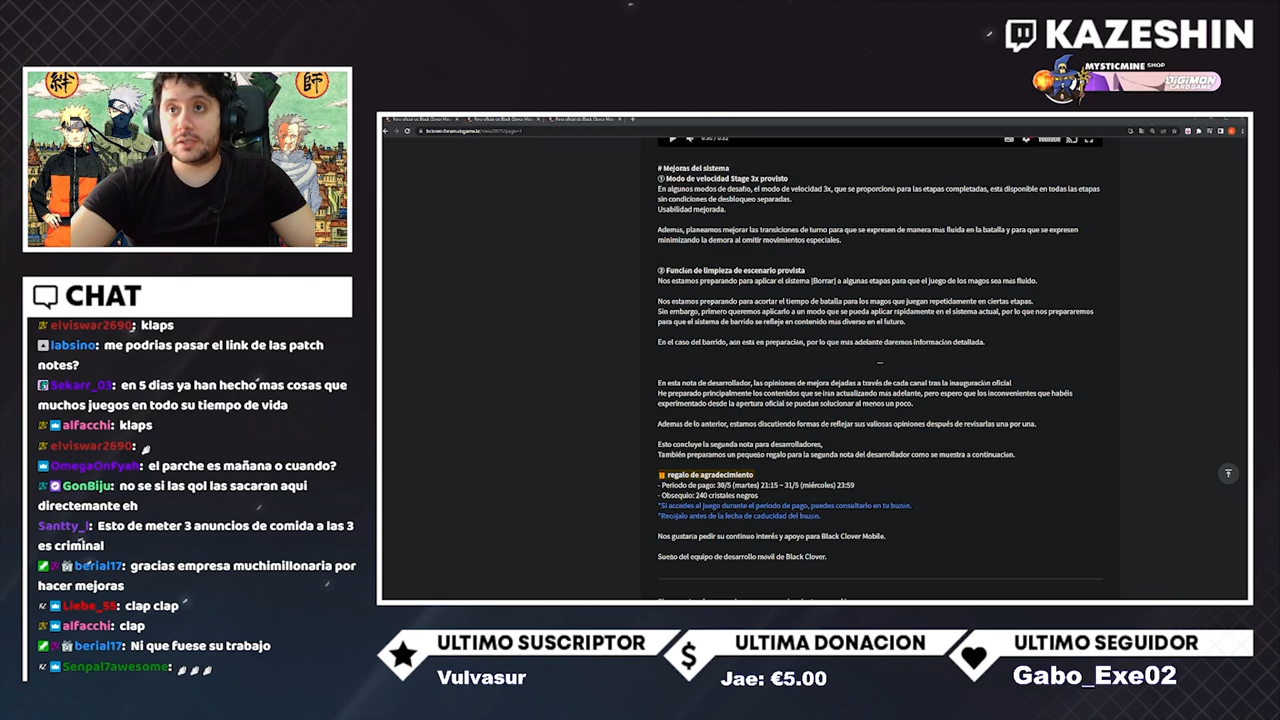 KAZESHIN
MYSTICMINE SHOP
DIGIMON
CARD GAME
絆
師
CHAT
elviswar2690: klaps
labsino: me podrias pasar el link de las patch
notes?
Sekarr_03: en 5 dias ya han hecho mas cosas que
muchos juegos en todo su tiempo de vida
alfacchi: klaps
elviswar2690:
OmegaOnFyah: el parche es mañana o cuando?
GonBiju: no se si las qol las sacaran aqui
directemente eh
Santty_l: Esto de meter 3 anuncios de comida a las 3
es criminal
berial17: gracias empresa muchimillonaria por
hacer mejoras
Liebe_55: clap clap
alfacchi: clap
berial17: Ni que fuese su trabajo
Senpal7awesome:
# Mejoras del sistema
① Modo de velocidad Stage 3x provisto
En algunos modos de desafío, el modo de velocidad 3x, que se proporcionó para las etapas completadas, está disponible en todas las etapas
sin condiciones de desbloqueo separadas.
Usabilidad mejorada.
Además, planeamos mejorar las transiciones de turno para que se expresen de manera más fluida en la batalla y para que se expresen
minimizando la demora al omitir movimientos especiales.
② Función de limpieza de escenario provista
Nos estamos preparando para aplicar el sistema [Borrar] a algunas etapas para que el juego de los magos sea más fluido.
Nos estamos preparando para acortar el tiempo de batalla para los magos que juegan repetidamente en ciertas etapas.
Sin embargo, primero queremos aplicarlo a un modo que se pueda aplicar rápidamente en el sistema actual, por lo que nos prepararemos
para que el sistema de barrido se refleje en contenido más diverso en el futuro.
En el caso del barrido, aún está en preparación, por lo que más adelante daremos información detallada.
—
En esta nota de desarrollador, las opiniones de mejora dejadas a través de cada canal tras la inauguración oficial
He preparado principalmente los contenidos que se irán actualizando más adelante, pero espero que los inconvenientes que habéis
experimentado desde la apertura oficial se puedan solucionar al menos un poco.
Además de lo anterior, estamos discutiendo formas de reflejar sus valiosas opiniones después de revisarlas una por una.
Esto concluye la segunda nota para desarrolladores,
También preparamos un pequeño regalo para la segunda nota del desarrollador como se muestra a continuación.
regalo de agradecimiento
- Período de pago: 30/5 (martes) 21:15 ~ 31/5 (miércoles) 23:59
- Obsequio: 240 cristales negros
*Si accedes al juego durante el período de pago, puedes consultarlo en tu buzón.
*Recójalo antes de la fecha de caducidad del buzón.
Nos gustaría pedir su continuo interés y apoyo para Black Clover Mobile.
Sueño del equipo de desarrollo móvil de Black Clover.
ULTIMO SUSCRIPTOR
Vulvasur
ULTIMA DONACION
Jae: €5.00
ULTIMO SEGUIDOR
Gabo_Exe02